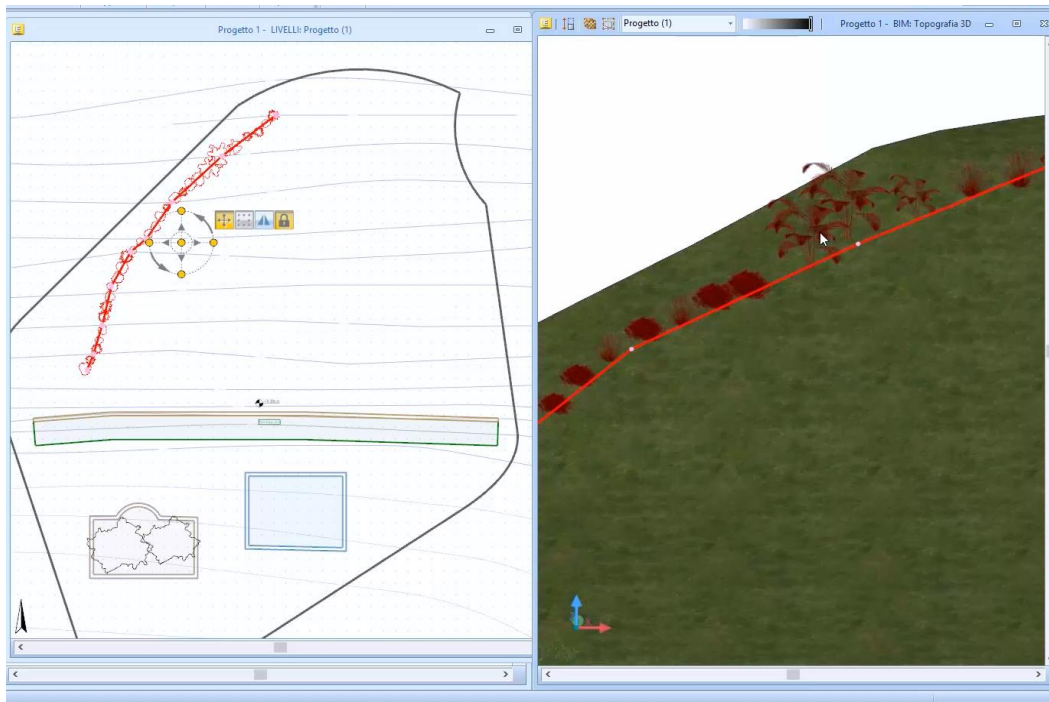 Progetto 1 - LIVELLI: Progetto (1)
Progetto (1)
Progetto 1 - BIM: Topografia 3D